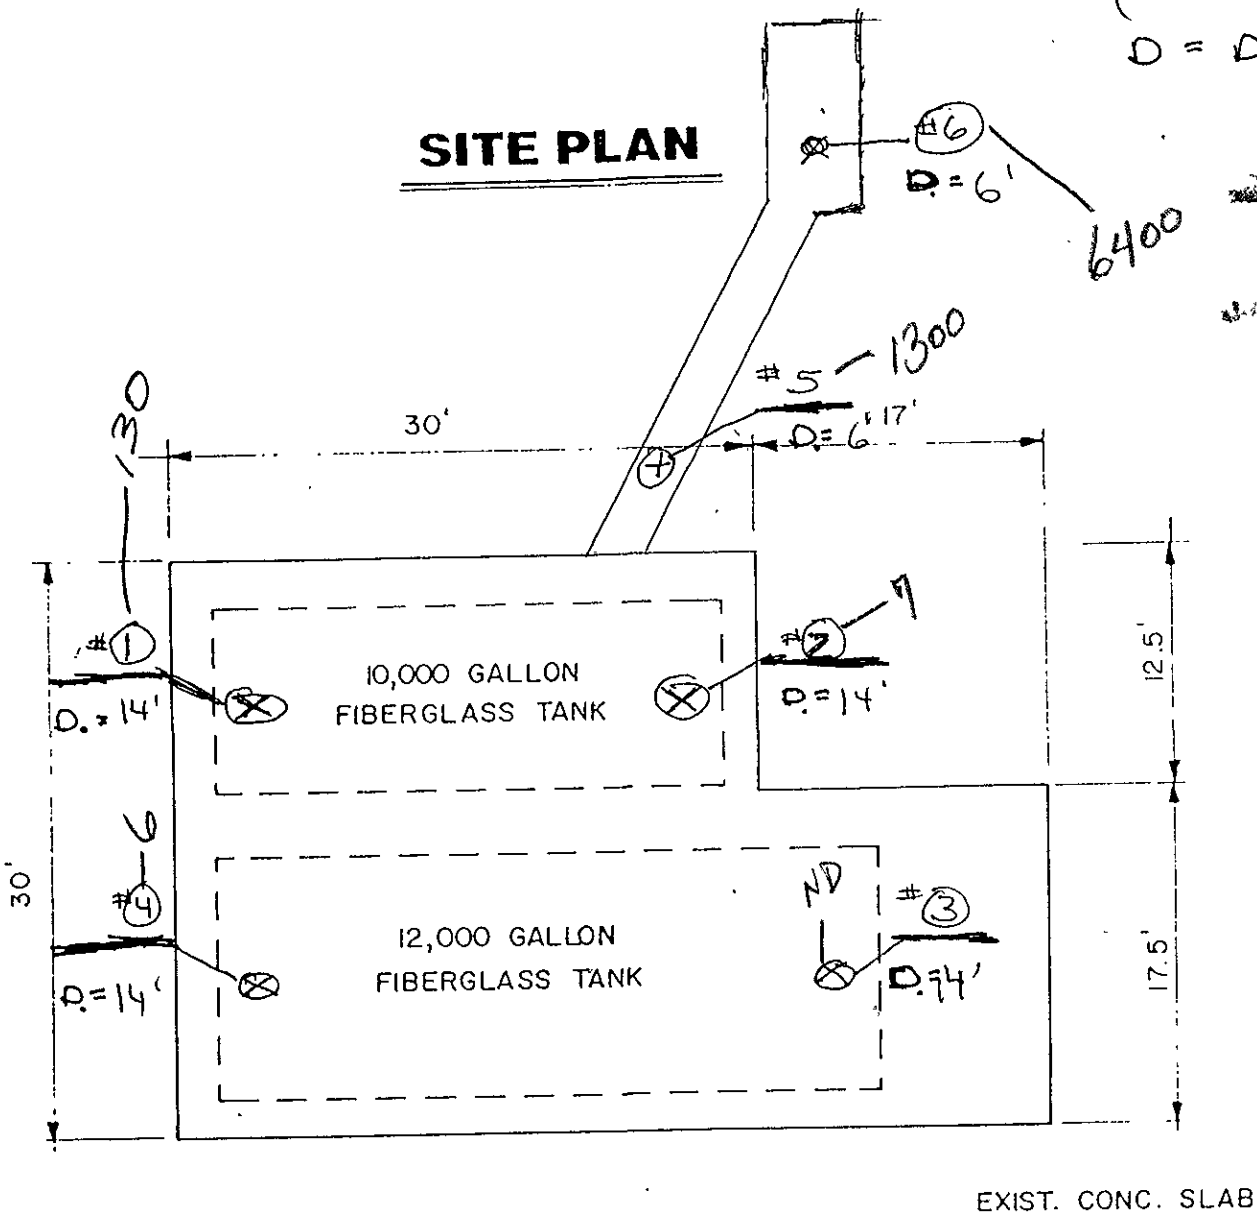 D = D
SITE PLAN
#6
D. = 6'
6400
#5 — 1300
D. = 6'
30'
17'
130
#1
D. = 14'
10,000 GALLON
FIBERGLASS TANK
#2
7
D. = 14'
12.5'
30'
6
#4
D. = 14'
12,000 GALLON
FIBERGLASS TANK
ND
#3
17.5'
EXIST. CONC. SLAB